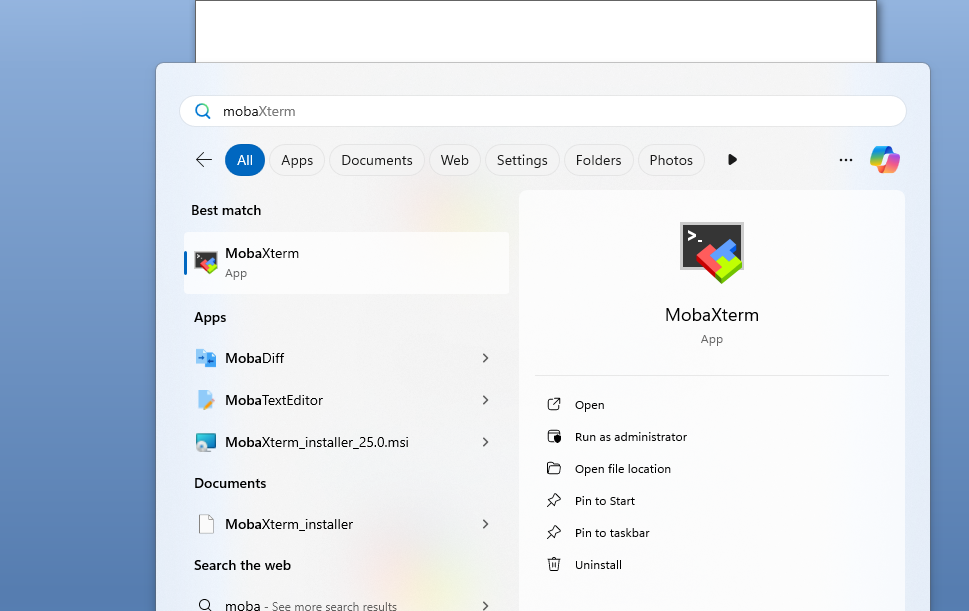 mobaXterm
All
Apps
Documents
Web
Settings
Folders
Photos
Best match
MobaXterm
App
Apps
MobaDiff
MobaTextEditor
MobaXterm_installer_25.0.msi
Documents
MobaXterm_installer
Search the web
moba - See more search results
>_
MobaXterm
App
Open
Run as administrator
Open file location
Pin to Start
Pin to taskbar
Uninstall